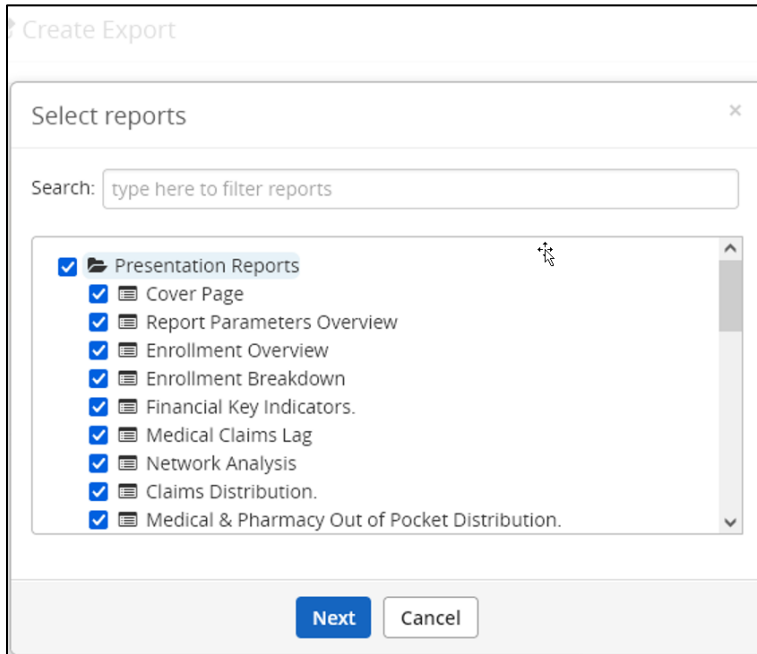 Create Export
Select reports
×
Search: type here to filter reports
Presentation Reports
Cover Page
Report Parameters Overview
Enrollment Overview
Enrollment Breakdown
Financial Key Indicators.
Medical Claims Lag
Network Analysis
Claims Distribution.
Medical & Pharmacy Out of Pocket Distribution.
Next Cancel